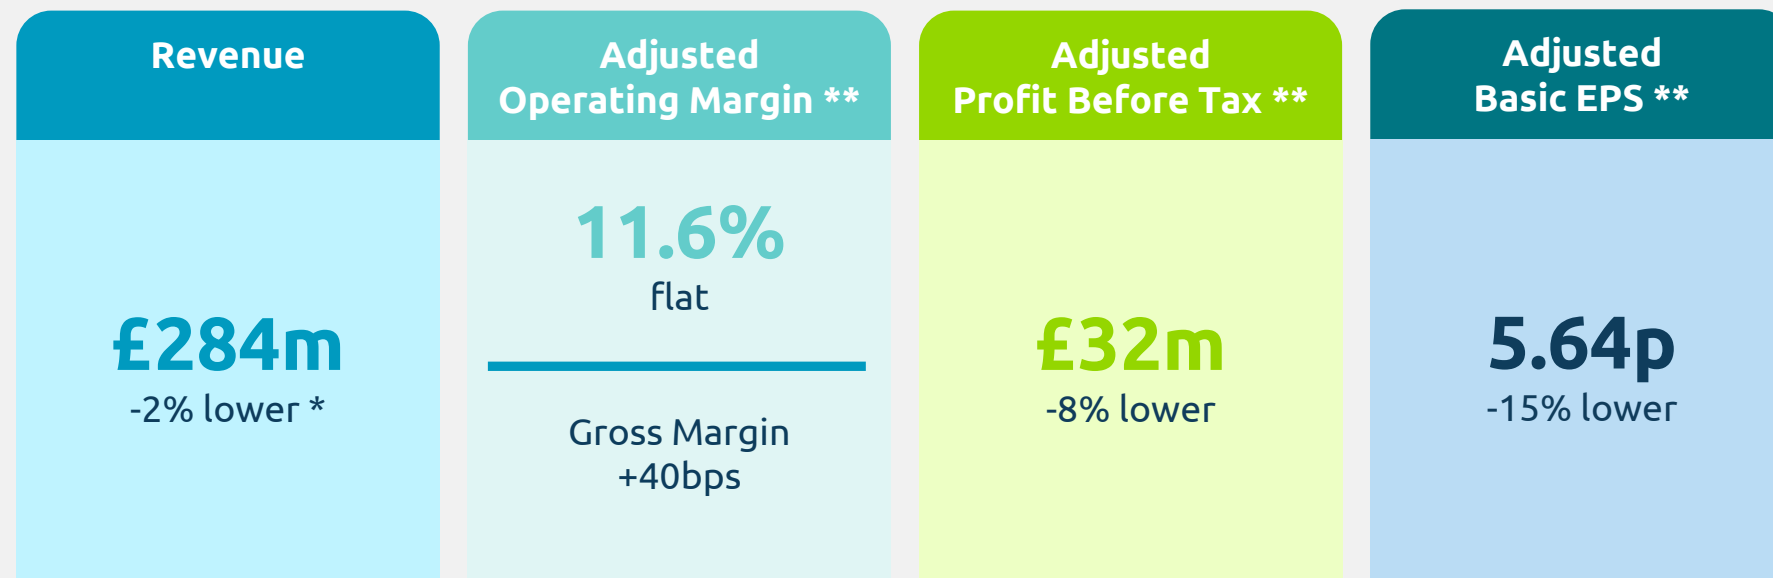 Revenue
£284m
-2% lower *
Adjusted
Operating Margin **
11.6%
flat
Gross Margin
+40bps
Adjusted
Profit Before Tax **
£32m
-8% lower
Adjusted
Basic EPS **
5.64p
-15% lower